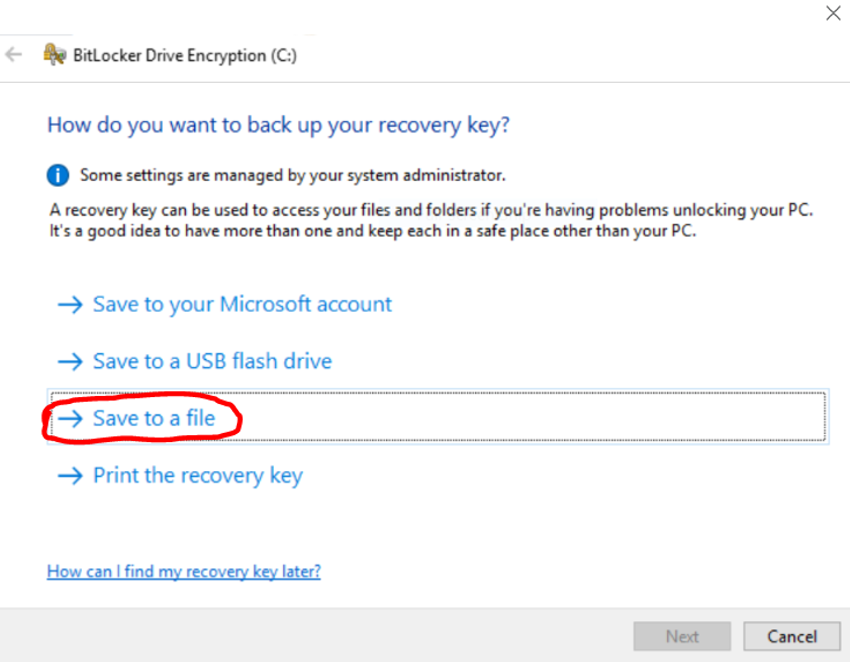 BitLocker Drive Encryption (C:)
How do you want to back up your recovery key?
Some settings are managed by your system administrator.
A recovery key can be used to access your files and folders if you're having problems unlocking your PC.
It's a good idea to have more than one and keep each in a safe place other than your PC.
Save to your Microsoft account
Save to a USB flash drive
Save to a file
Print the recovery key
How can I find my recovery key later?
Next
Cancel